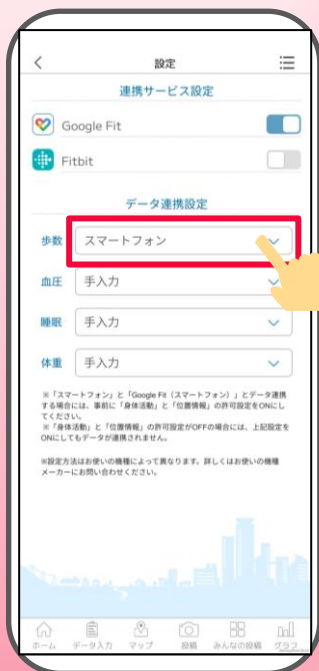 設定
連携サービス設定
Google Fit
Fitbit
データ連携設定
歩数 スマートフォン
血圧 手入力
睡眠 手入力
体重 手入力
※「スマートフォン」と「Google Fit（スマートフォン）」とデータ連携
する場合には、事前に「身体活動」と「位置情報」の許可設定をONにし
てください。
※「身体活動」と「位置情報」の許可設定がOFFの場合には、上記設定を
ONにしてもデータが連携されません。
※設定方法はお使いの機種によって異なります。詳しくはお使いの機種
メーカーにお問い合わせください。
ホーム データ入力 マップ 投稿 みんなの投稿 グラフ